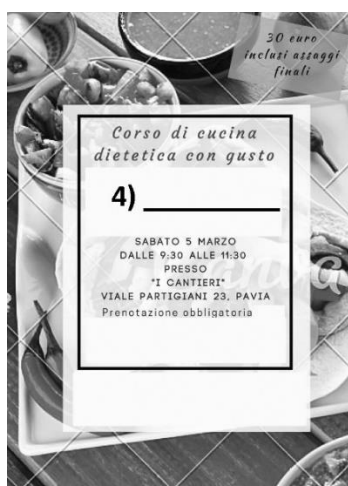 30 euro
inclusi assaggi
finali
Corso di cucina
dietetica con gusto
4) ___________
SABATO 5 MARZO
DALLE 9:30 ALLE 11:30
PRESSO
"I CANTIERI"
VIALE PARTIGIANI 23, PAVIA
Prenotazione obbligatoria